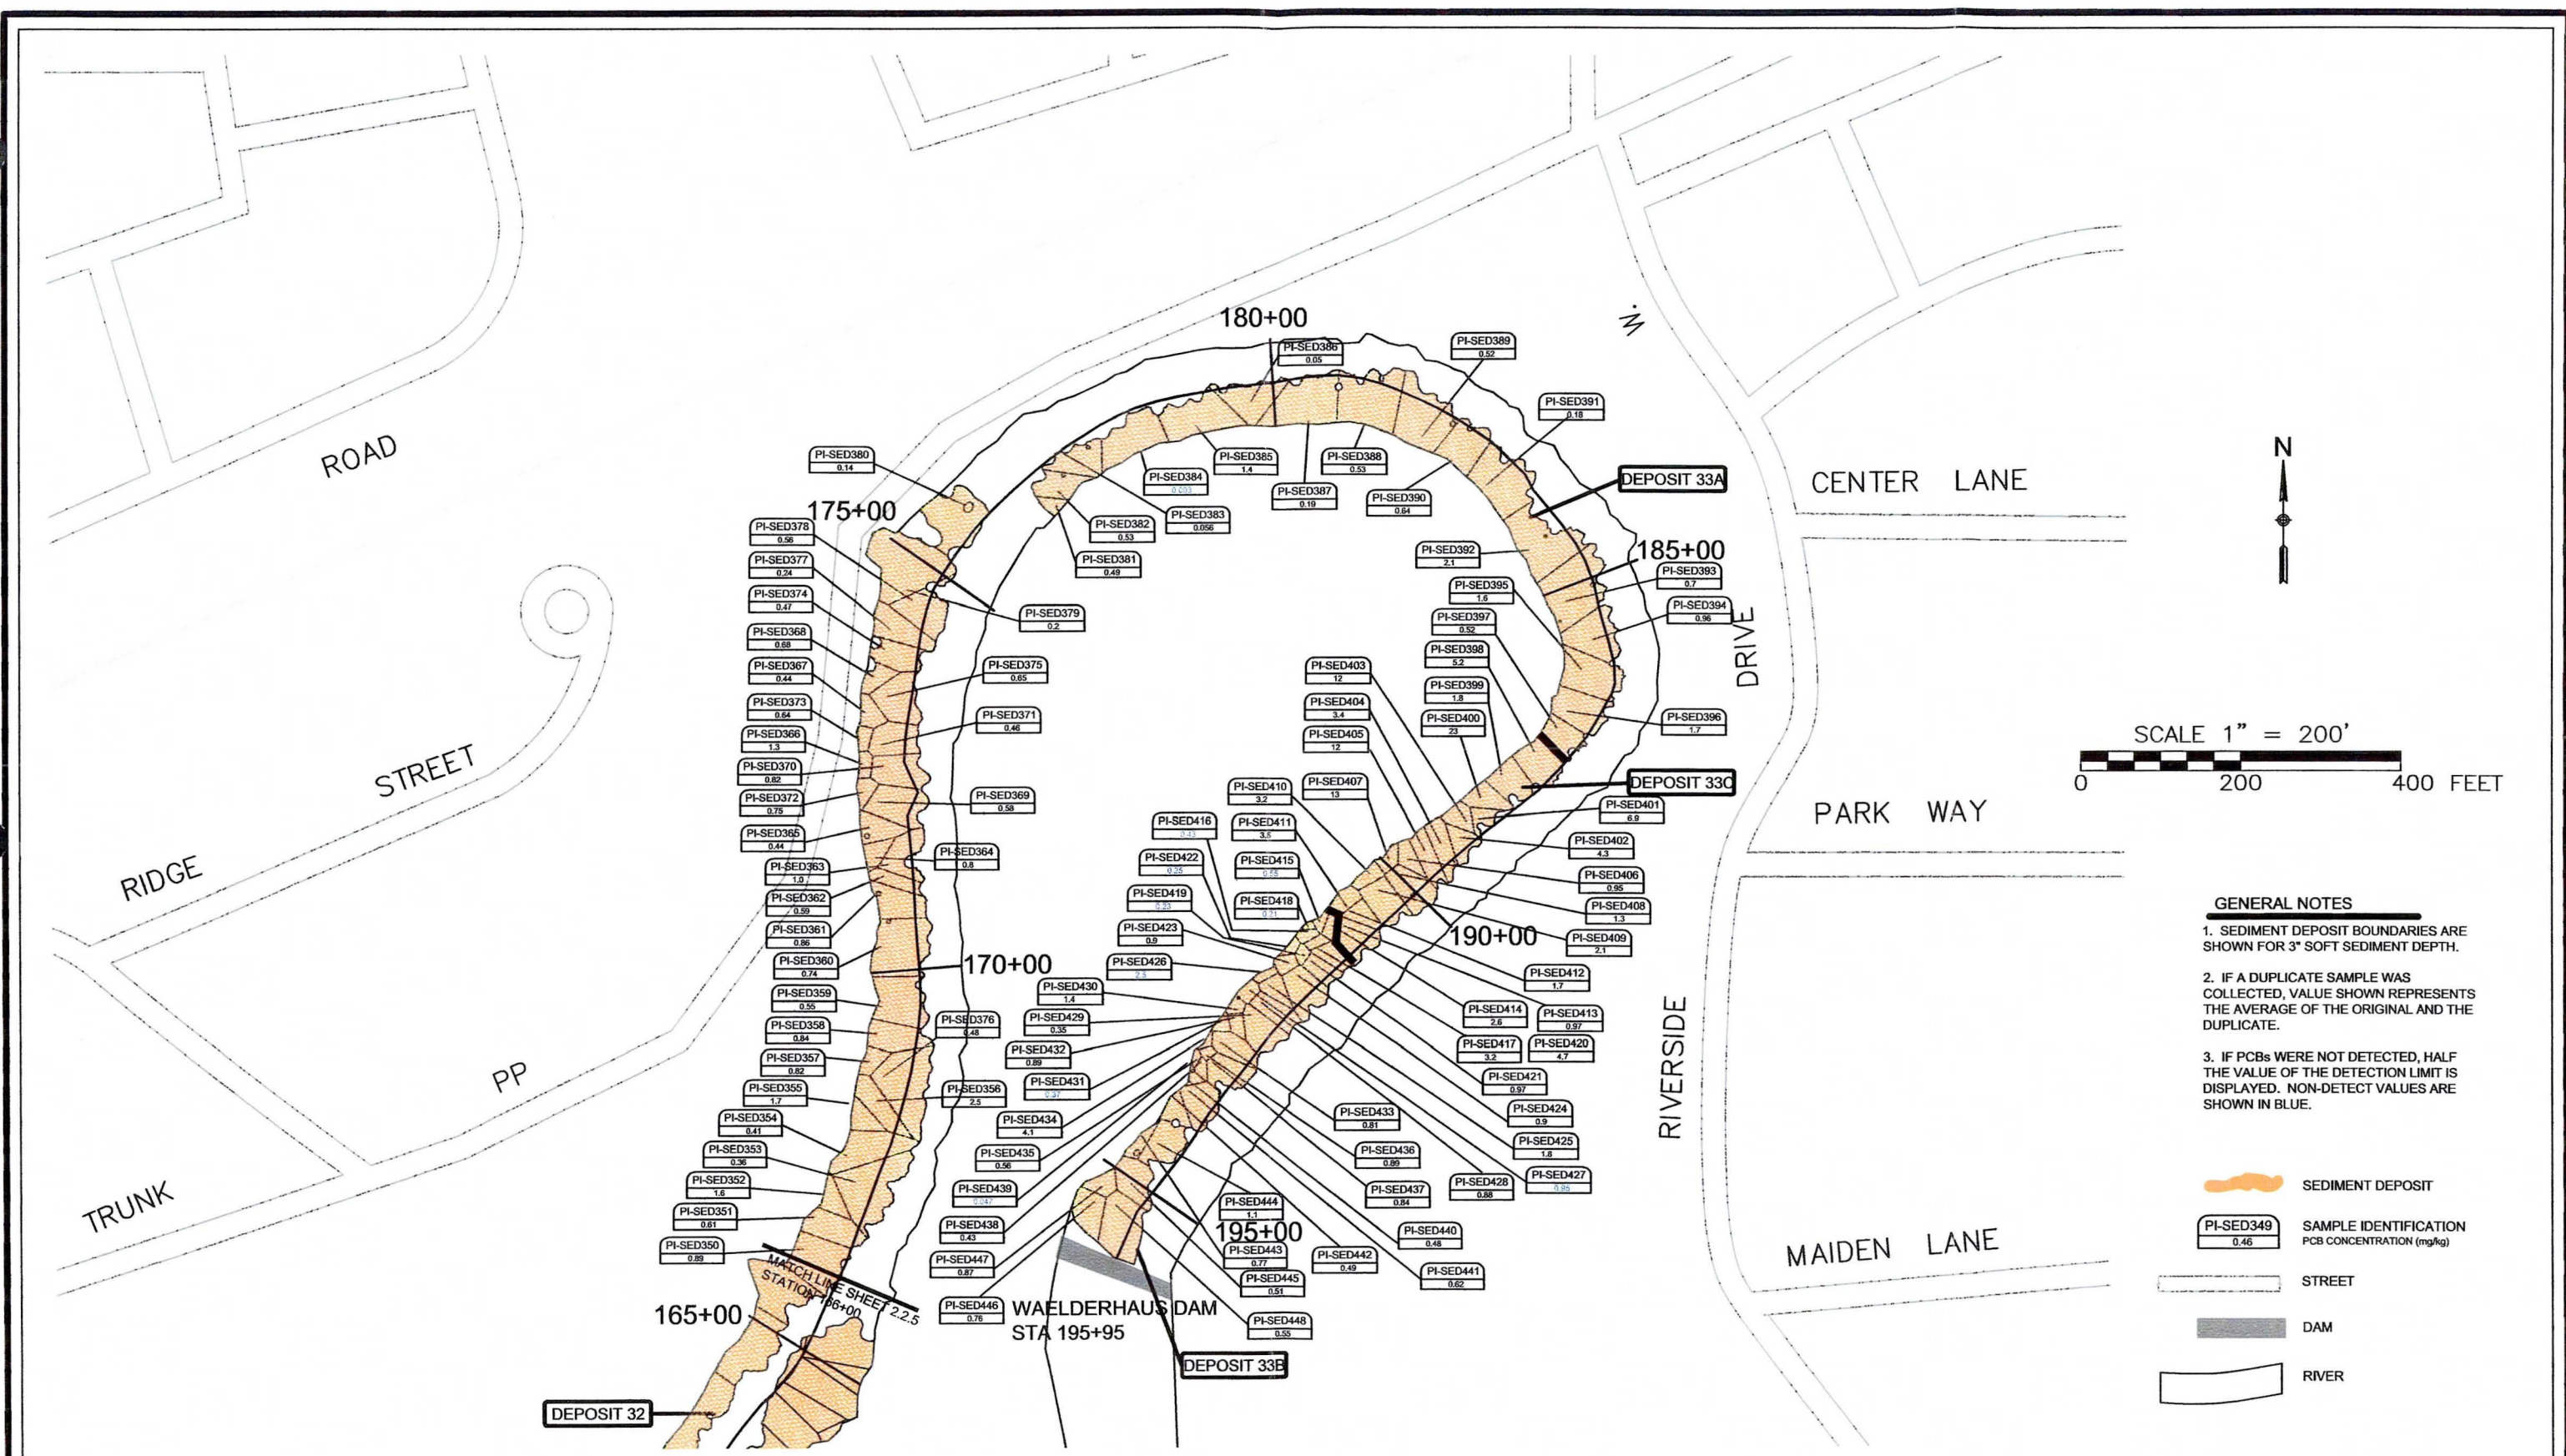 180+00
PI-SED386
0.05
PI-SED389
0.52
W.
PI-SED391
0.18
ROAD
PI-SED380
0.14
PI-SED385
1.4
PI-SED388
0.53
PI-SED384
PI-SED387
0.19
PI-SED390
0.64
DEPOSIT 33A
CENTER LANE
N
175+00
PI-SED378
0.56
PI-SED382
0.53
PI-SED383
0.056
PI-SED381
0.49
PI-SED377
0.24
PI-SED392
2.1
185+00
PI-SED393
0.7
PI-SED374
0.47
PI-SED379
0.2
PI-SED395
1.6
PI-SED394
0.96
PI-SED368
0.68
PI-SED397
0.52
DRIVE
PI-SED367
0.44
PI-SED375
0.65
PI-SED403
12
PI-SED398
5.2
PI-SED373
0.64
PI-SED371
0.46
PI-SED404
3.4
PI-SED399
1.8
PI-SED366
1.3
PI-SED405
12
PI-SED400
23
PI-SED396
1.7
SCALE 1" = 200'
0 200 400 FEET
STREET
PI-SED370
0.82
PI-SED372
0.75
PI-SED369
0.58
PI-SED410
3.2
PI-SED407
13
DEPOSIT 33C
PI-SED401
6.9
PARK WAY
PI-SED365
0.44
PI-SED416
0.43
PI-SED411
3.5
PI-SED402
4.3
RIDGE
PI-SED363
1.0
PI-SED364
0.8
PI-SED422
0.25
PI-SED415
0.55
PI-SED406
0.95
PI-SED362
0.59
PI-SED419
0.23
PI-SED418
0.21
PI-SED408
1.3
PI-SED361
0.86
PI-SED423
0.9
190+00
PI-SED409
2.1
PI-SED360
0.74
170+00
PI-SED426
2.5
PI-SED412
1.7
PI-SED359
0.55
PI-SED430
1.4
PI-SED358
0.84
PI-SED376
0.48
PI-SED429
0.35
PI-SED414
2.6
PI-SED413
0.97
PI-SED357
0.82
PI-SED432
0.89
PI-SED417
3.2
PI-SED420
4.7
RIVERSIDE
PP
PI-SED355
1.7
PI-SED356
2.5
PI-SED431
0.37
PI-SED421
0.97
PI-SED354
0.41
PI-SED434
4.1
PI-SED433
0.81
PI-SED424
0.9
PI-SED353
0.36
PI-SED435
0.56
PI-SED436
0.89
PI-SED425
1.8
PI-SED352
1.6
PI-SED439
0.047
PI-SED437
0.84
PI-SED428
0.88
PI-SED427
0.95
TRUNK
PI-SED351
0.61
PI-SED438
0.43
PI-SED444
1.1
195+00
PI-SED440
0.48
MAIDEN LANE
PI-SED350
0.89
PI-SED447
0.87
PI-SED443
0.77
PI-SED442
0.49
PI-SED441
0.62
PI-SED445
0.51
MATCH LINE SHEET 2.2.5
STATION 166+00
165+00
PI-SED446
0.76
WAELDERHAUS DAM
STA 195+95
PI-SED448
0.55
DEPOSIT 33B
DEPOSIT 32
GENERAL NOTES
1. SEDIMENT DEPOSIT BOUNDARIES ARE
SHOWN FOR 3" SOFT SEDIMENT DEPTH.
2. IF A DUPLICATE SAMPLE WAS
COLLECTED, VALUE SHOWN REPRESENTS
THE AVERAGE OF THE ORIGINAL AND THE
DUPLICATE.
3. IF PCBs WERE NOT DETECTED, HALF
THE VALUE OF THE DETECTION LIMIT IS
DISPLAYED. NON-DETECT VALUES ARE
SHOWN IN BLUE.
SEDIMENT DEPOSIT
PI-SED349
0.46
SAMPLE IDENTIFICATION
PCB CONCENTRATION (mg/kg)
STREET
DAM
RIVER